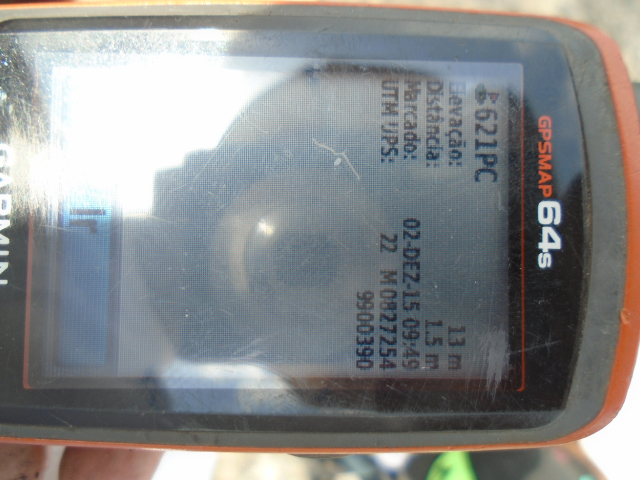 GPSMAP 64s
621PC
Elevação: 13 m
Distância: 1.5 m
Marcado: 02-DEZ-15 09:49
UTM UPS: 22 M 0827254
9900390
Ir
GARMIN